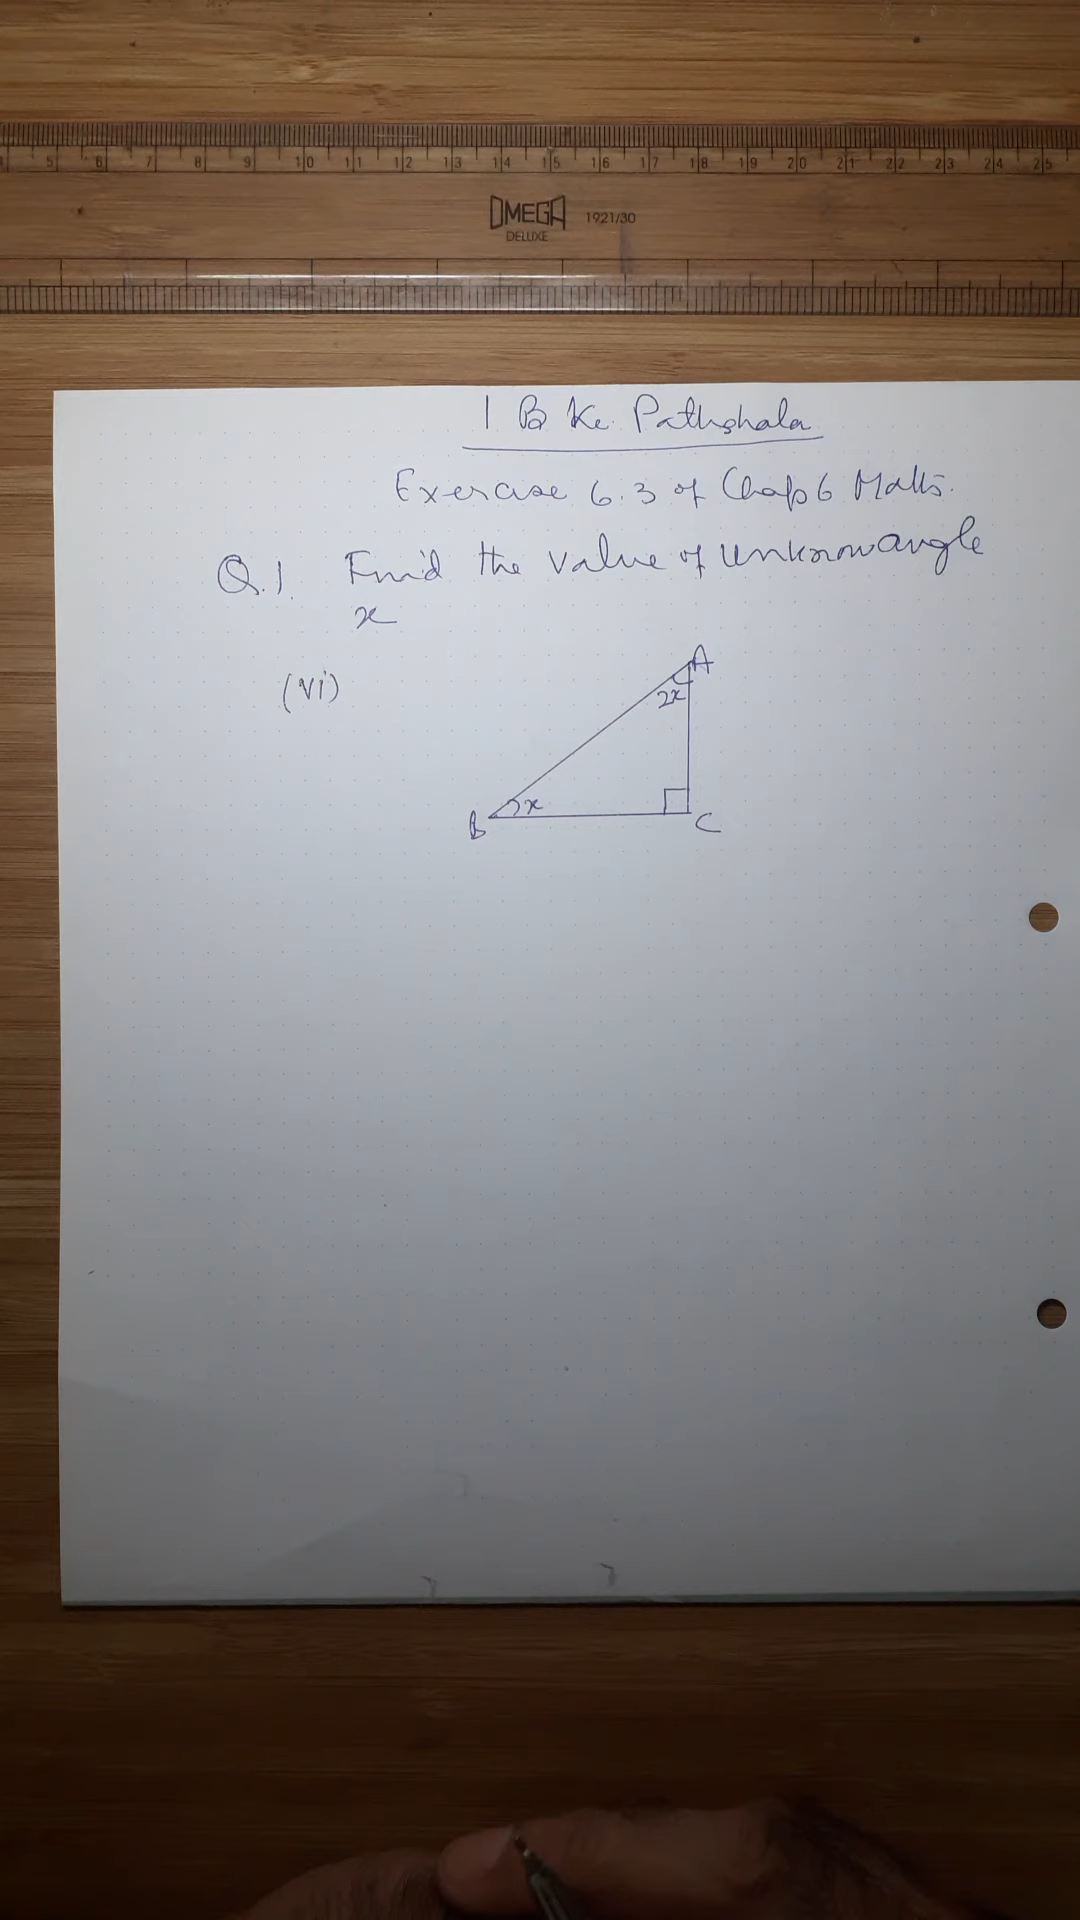 5 6 7 8 9 10 11 12 13 14 15 16 17 18 19 20 21 22 23 24 25
OMEGA 1921/30
DELUXE
I B Ke Pathshala
Exercise 6.3 of Chap 6 Maths.
Q.1. Find the value of unknown angle
x
(vi)
A
2x
x
B
C